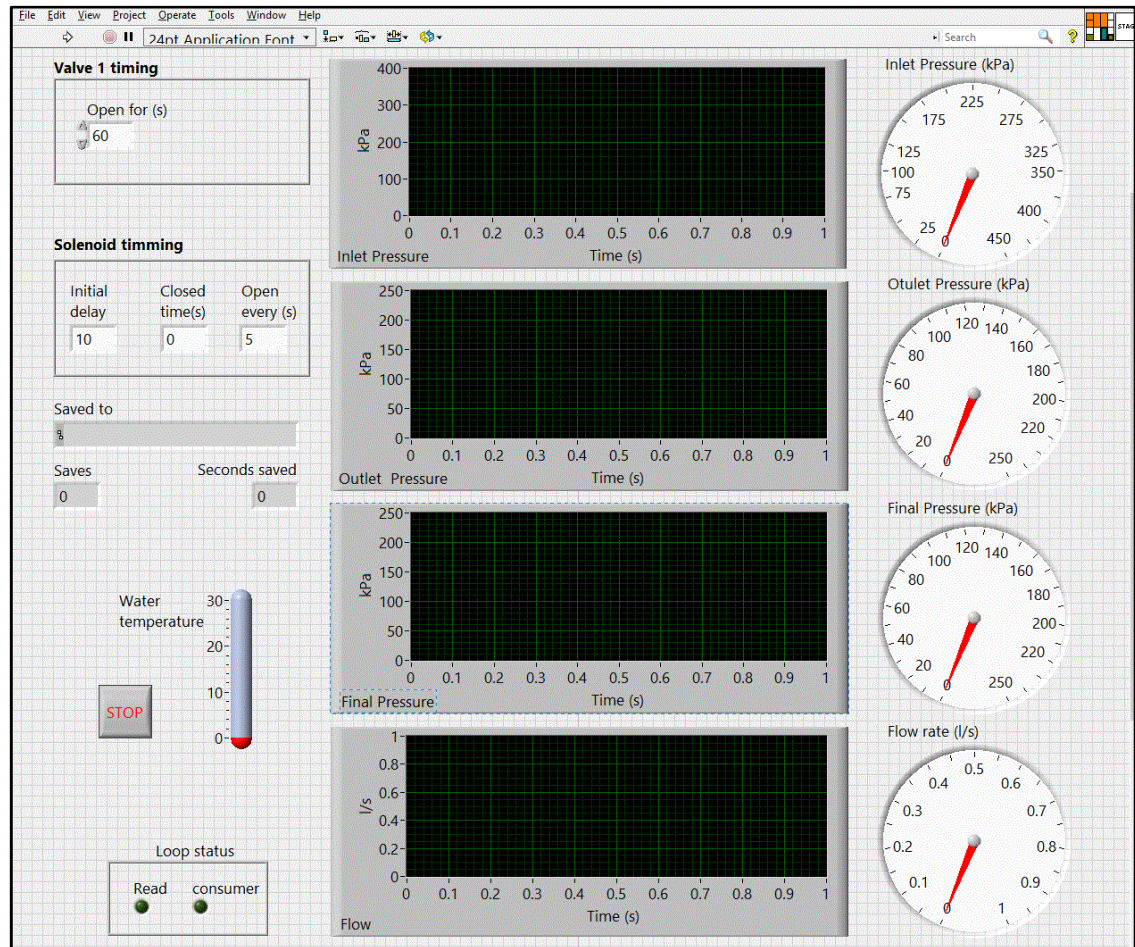 File Edit View Project Operate Tools Window Help
24pt Application Font
Search
STAG
Valve 1 timing
Open for (s)
60
Solenoid timming
Initial delay
Closed time(s)
Open every (s)
10 0 5
Saved to
Saves
Seconds saved
0 0
Water temperature
30
20
10
0
STOP
Loop status
Read consumer
400
300
200
100
0
kPa
0 0.1 0.2 0.3 0.4 0.5 0.6 0.7 0.8 0.9 1
Inlet Pressure
Time (s)
250
200
150
100
50
0
kPa
0 0.1 0.2 0.3 0.4 0.5 0.6 0.7 0.8 0.9 1
Outlet Pressure
Time (s)
250
200
150
100
50
0
kPa
0 0.1 0.2 0.3 0.4 0.5 0.6 0.7 0.8 0.9 1
Final Pressure
Time (s)
1
0.8
0.6
0.4
0.2
0
l/s
0 0.1 0.2 0.3 0.4 0.5 0.6 0.7 0.8 0.9 1
Flow
Time (s)
Inlet Pressure (kPa)
0 25 75 100 125 175 225 275 325 350 400 450
Otulet Pressure (kPa)
0 20 40 60 80 100 120 140 160 180 200 220 250
Final Pressure (kPa)
0 20 40 60 80 100 120 140 160 180 200 220 250
Flow rate (l/s)
0 0.1 0.2 0.3 0.4 0.5 0.6 0.7 0.8 0.9 1